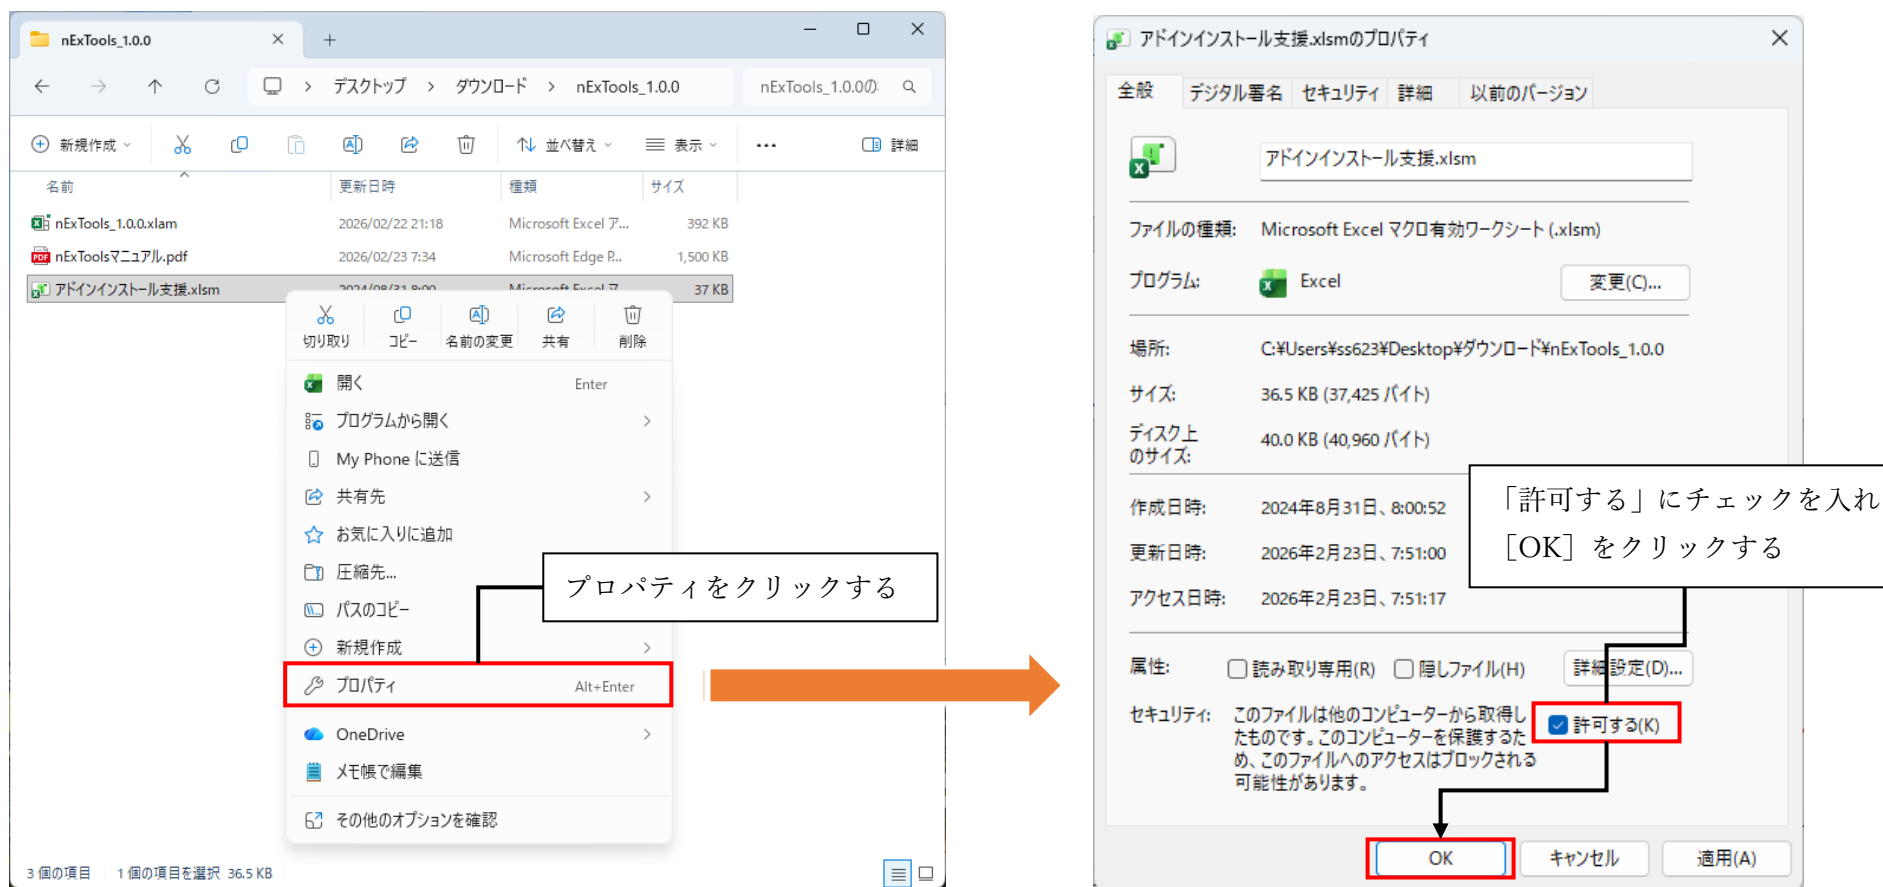 nExTools_1.0.0
デスクトップ > ダウンロード > nExTools_1.0.0
nExTools_1.0.0の
新規作成
並べ替え
表示
詳細
名前 更新日時 種類 サイズ
nExTools_1.0.0.xlam 2026/02/22 21:18 Microsoft Excel ア... 392 KB
nExToolsマニュアル.pdf 2026/02/23 7:34 Microsoft Edge P... 1,500 KB
アドインインストール支援.xlsm 2024/08/31 8:00 Microsoft Excel マ... 37 KB
切り取り コピー 名前の変更 共有 削除
開く Enter
プログラムから開く
My Phone に送信
共有先
お気に入りに追加
圧縮先...
パスのコピー
新規作成
プロパティ Alt+Enter
OneDrive
メモ帳で編集
その他のオプションを確認
プロパティをクリックする
3 個の項目 1 個の項目を選択 36.5 KB
アドインインストール支援.xlsmのプロパティ
全般 デジタル署名 セキュリティ 詳細 以前のバージョン
アドインインストール支援.xlsm
ファイルの種類: Microsoft Excel マクロ有効ワークシート (.xlsm)
プログラム: Excel 変更(C)...
場所: C:¥Users¥ss623¥Desktop¥ダウンロード¥nExTools_1.0.0
サイズ: 36.5 KB (37,425 バイト)
ディスク上
のサイズ: 40.0 KB (40,960 バイト)
作成日時: 2024年8月31日、8:00:52
更新日時: 2026年2月23日、7:51:00
アクセス日時: 2026年2月23日、7:51:17
「許可する」にチェックを入れ
［OK］をクリックする
属性: 読み取り専用(R) 隠しファイル(H) 詳細設定(D)...
セキュリティ: このファイルは他のコンピューターから取得し
たものです。このコンピューターを保護するた
め、このファイルへのアクセスはブロックされる
可能性があります。
許可する(K)
OK キャンセル 適用(A)